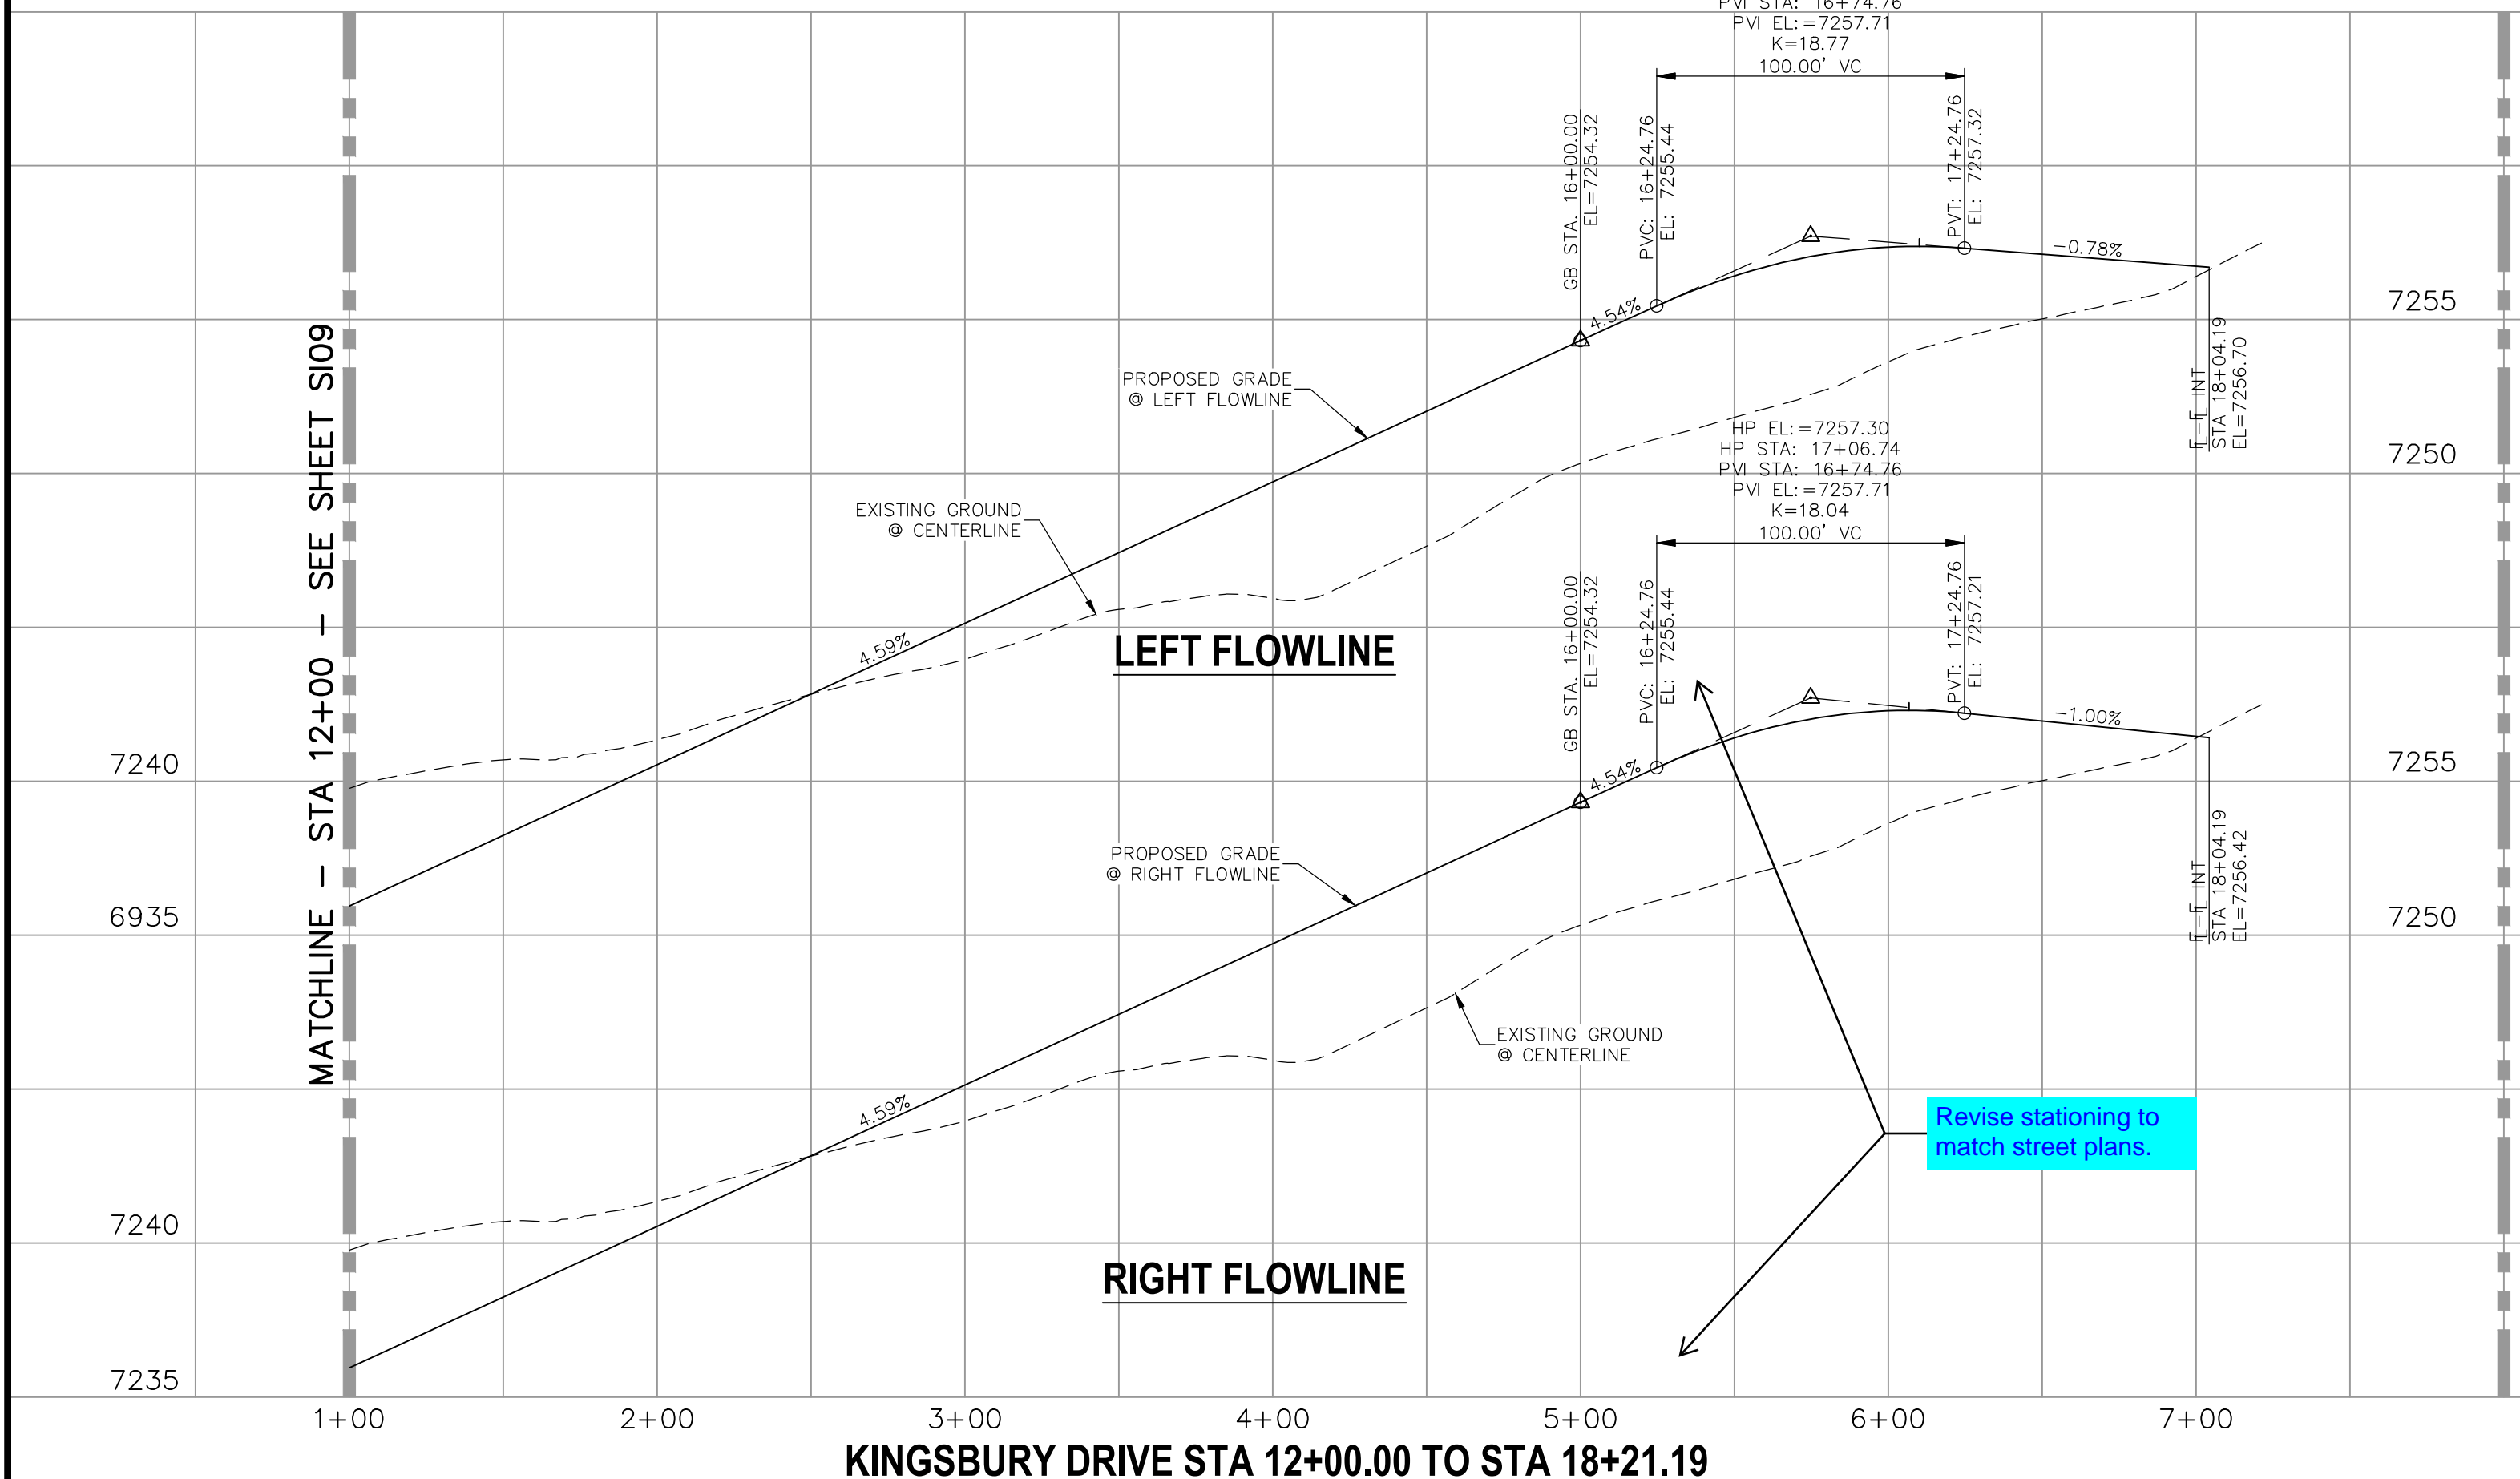 PVI STA: 16+74.76
PVI EL:=7257.71
K=18.77
100.00' VC
GB STA. 16+00.00
EL=7254.32
PVC: 16+24.76
EL: 7255.44
PVT: 17+24.76
EL: 7257.32
4.54%
-0.78%
7255
7250
FL-FL INT
STA 18+04.19
EL=7256.70
PROPOSED GRADE
@ LEFT FLOWLINE
EXISTING GROUND
@ CENTERLINE
4.59%
LEFT FLOWLINE
MATCHLINE - STA 12+00 - SEE SHEET SI09
HP EL:=7257.30
HP STA: 17+06.74
PVI STA: 16+74.76
PVI EL:=7257.71
K=18.04
100.00' VC
GB STA. 16+00.00
EL=7254.32
PVC: 16+24.76
EL: 7255.44
PVT: 17+24.76
EL: 7257.21
4.54%
-1.00%
7240
7255
6935
7250
FL-FL INT
STA 18+04.19
EL=7256.42
PROPOSED GRADE
@ RIGHT FLOWLINE
EXISTING GROUND
@ CENTERLINE
4.59%
Revise stationing to
match street plans.
7240
RIGHT FLOWLINE
7235
1+00 2+00 3+00 4+00 5+00 6+00 7+00
KINGSBURY DRIVE STA 12+00.00 TO STA 18+21.19